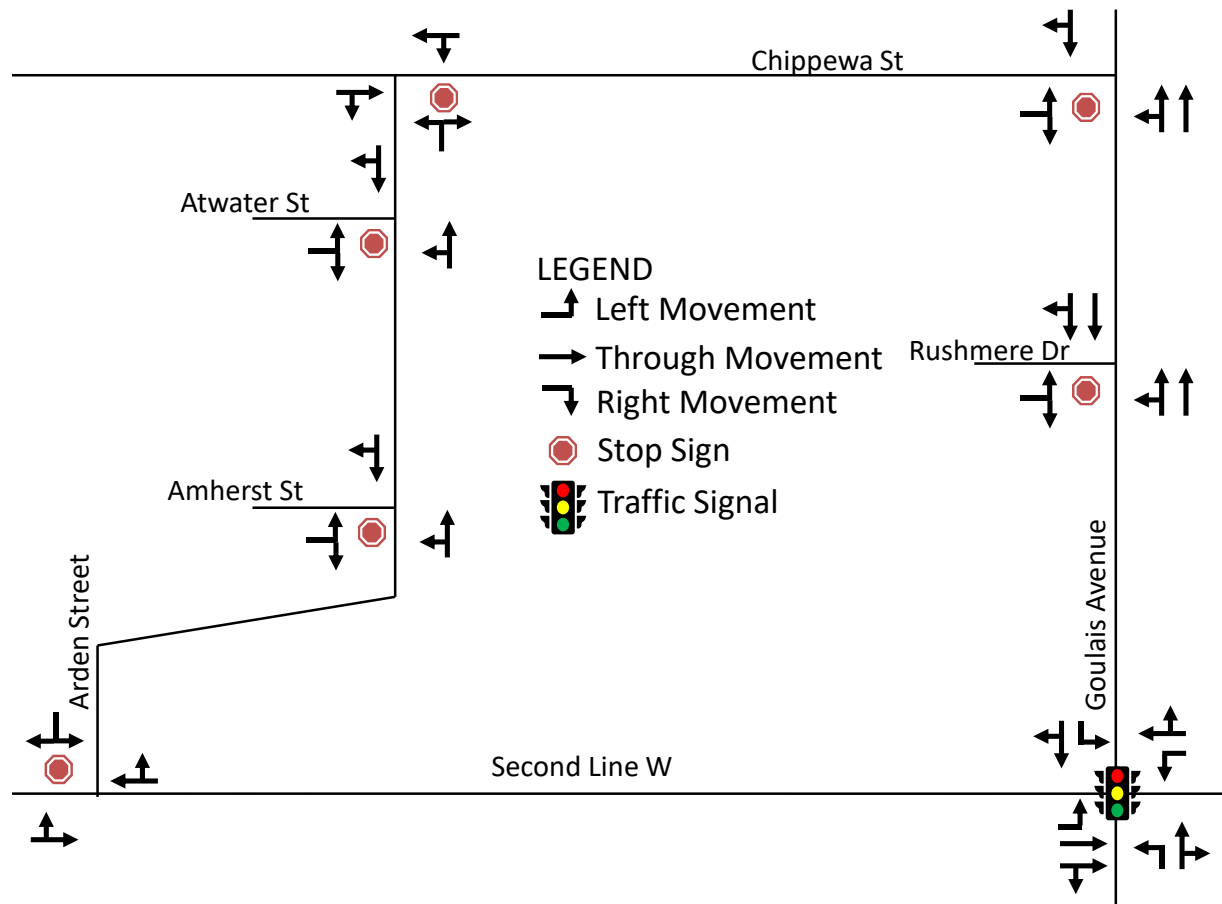 Chippewa St
Atwater St
LEGEND
Left Movement
Through Movement
Rushmere Dr
Right Movement
Stop Sign
Amherst St
Traffic Signal
Arden Street
Goulais Avenue
Second Line W